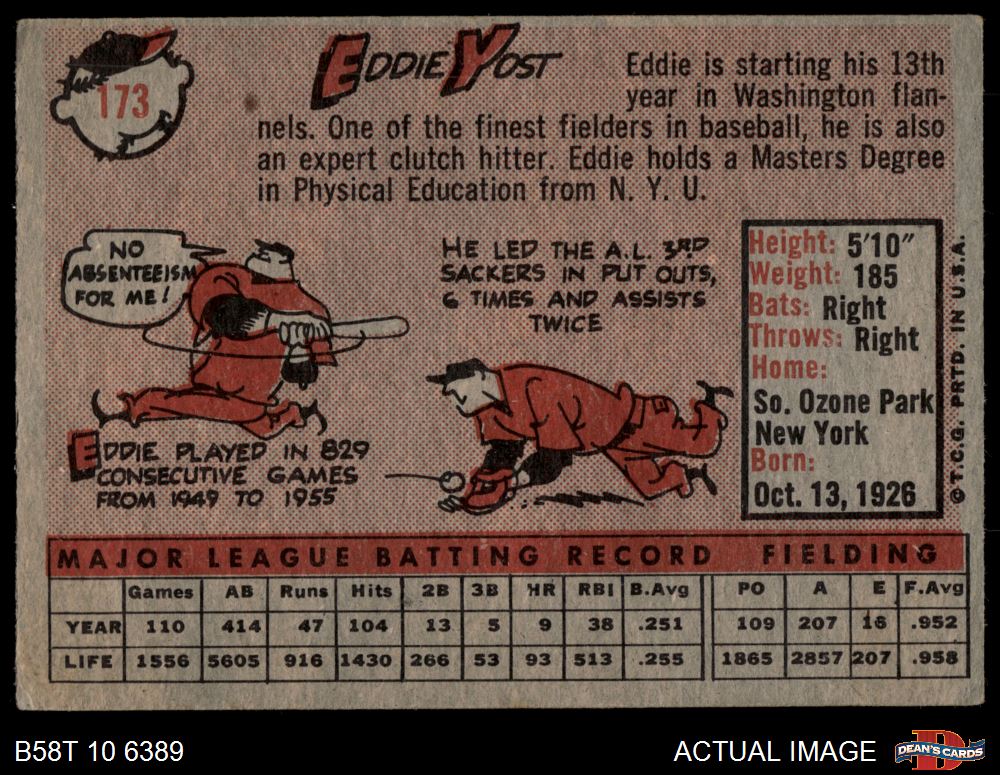 173
EDDIE YOST
Eddie is starting his 13th
year in Washington flan-
nels. One of the finest fielders in baseball, he is also
an expert clutch hitter. Eddie holds a Masters Degree
in Physical Education from N. Y. U.
NO
ABSENTEEISM
FOR ME!
EDDIE PLAYED IN 829
CONSECUTIVE GAMES
FROM 1949 TO 1955
HE LED THE A.L. 3RD
SACKERS IN PUT OUTS,
6 TIMES AND ASSISTS
TWICE
Height: 5'10"
Weight: 185
Bats: Right
Throws: Right
Home:
So. Ozone Park
New York
Born:
Oct. 13, 1926
© T.C.G. PRTD. IN U.S.A.
MAJOR LEAGUE BATTING RECORD FIELDING
Games AB Runs Hits 2B 3B HR RBI B.Avg PO A E F.Avg
YEAR 110 414 47 104 13 5 9 38 .251 109 207 16 .952
LIFE 1556 5605 916 1430 266 53 93 513 .255 1865 2857 207 .958
B58T 10 6389
ACTUAL IMAGE
D
DEAN'S CARDS